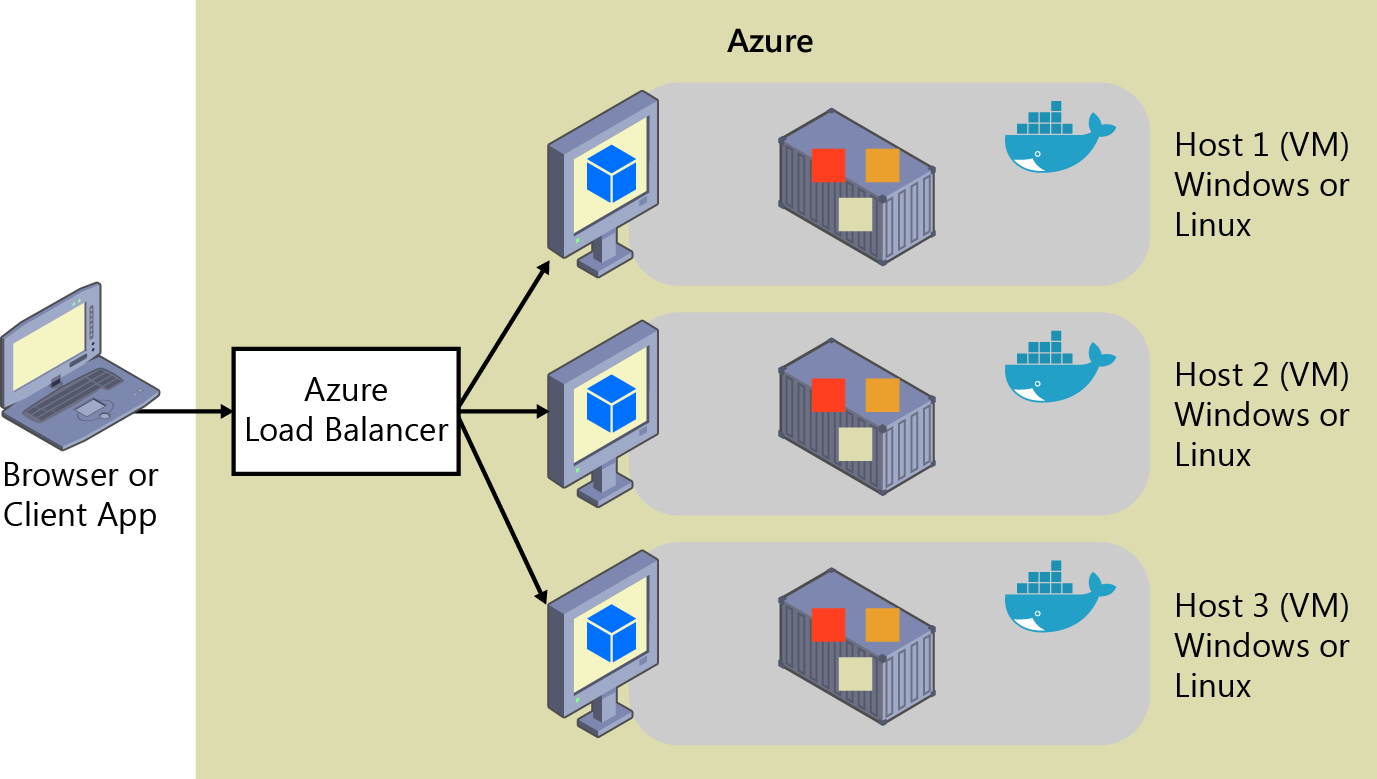 Azure
Host 1 (VM)
Windows or
Linux
Azure
Load Balancer
Browser or
Client App
Host 2 (VM)
Windows or
Linux
Host 3 (VM)
Windows or
Linux